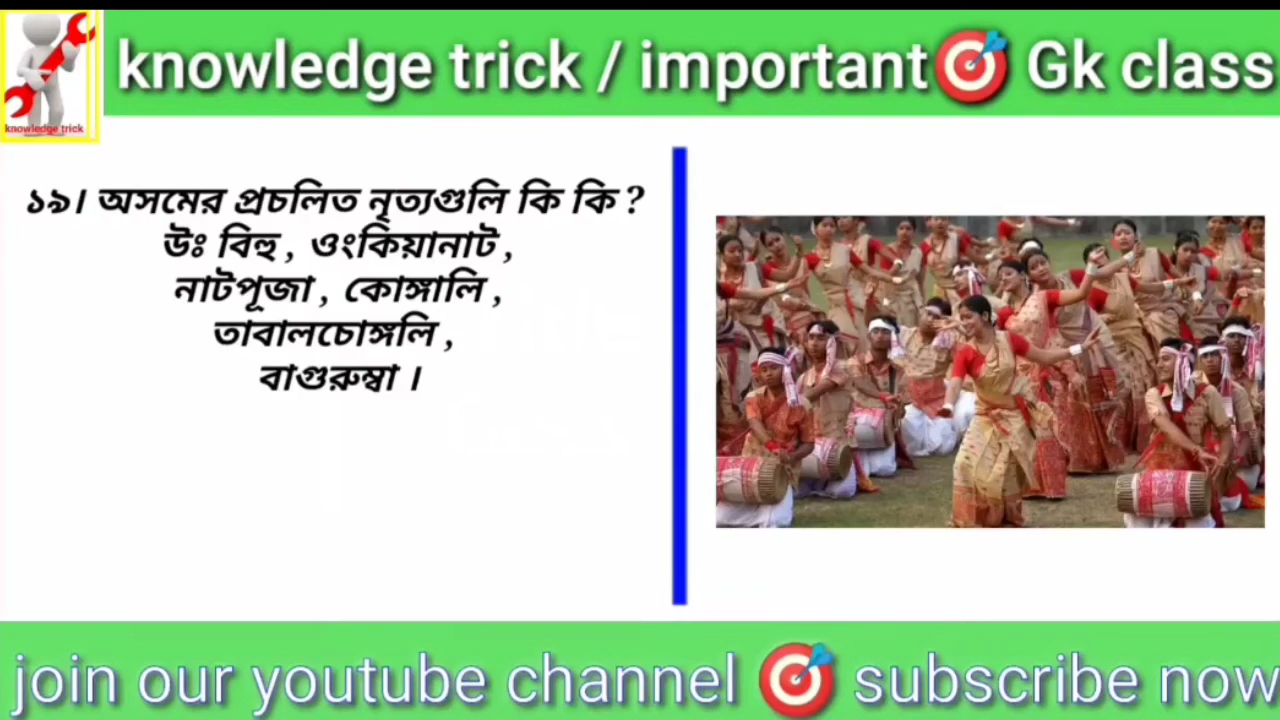 knowledge trick / important🎯 Gk class
knowledge trick
১৯। অসমের প্রচলিত নৃত্যগুলি কি কি ?
উঃ বিহু , ওংকিয়ানাট ,
নাটপূজা , কোঙ্গালি ,
তাবালচোঙ্গলি ,
বাগুরুম্বা ।
join our youtube channel 🎯 subscribe now